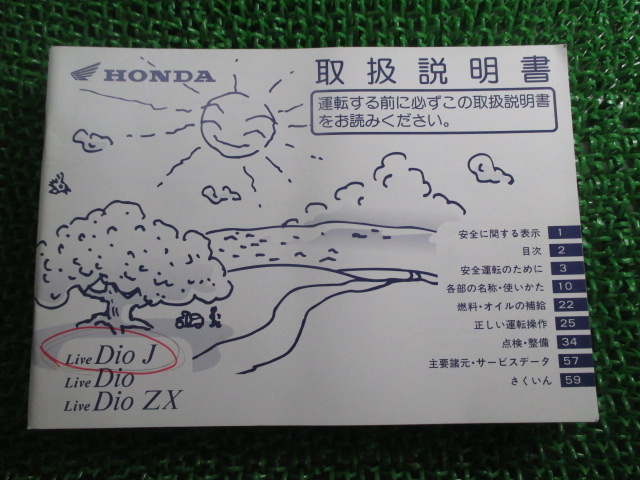 HONDA
取扱説明書
運転する前に必ずこの取扱説明書
をお読みください。
安全に関する表示 1
目次 2
安全運転のために 3
各部の名称・使いかた 10
燃料・オイルの補給 22
正しい運転操作 25
点検・整備 34
主要諸元・サービスデータ 57
さくいん 59
Live Dio J
Live Dio
Live Dio ZX